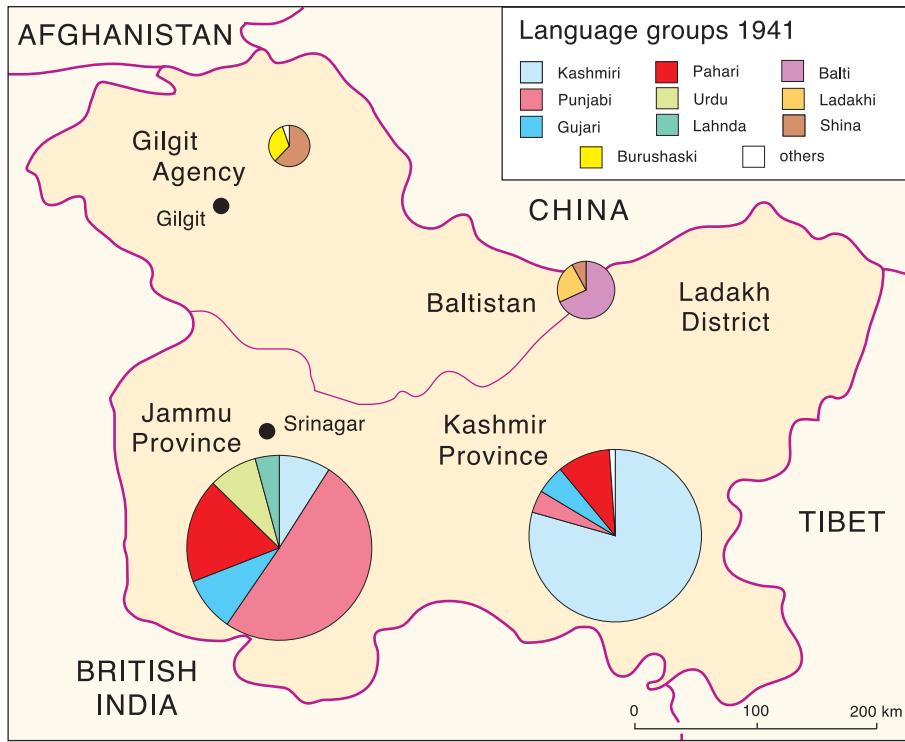 AFGHANISTAN
Language groups 1941
Kashmiri
Pahari
Balti
Punjabi
Urdu
Ladakhi
Gujari
Lahnda
Shina
Burushaski
others
Gilgit
Agency
Gilgit
CHINA
Baltistan
Ladakh
District
Jammu
Province
Srinagar
Kashmir
Province
TIBET
BRITISH
INDIA
0 100 200 km